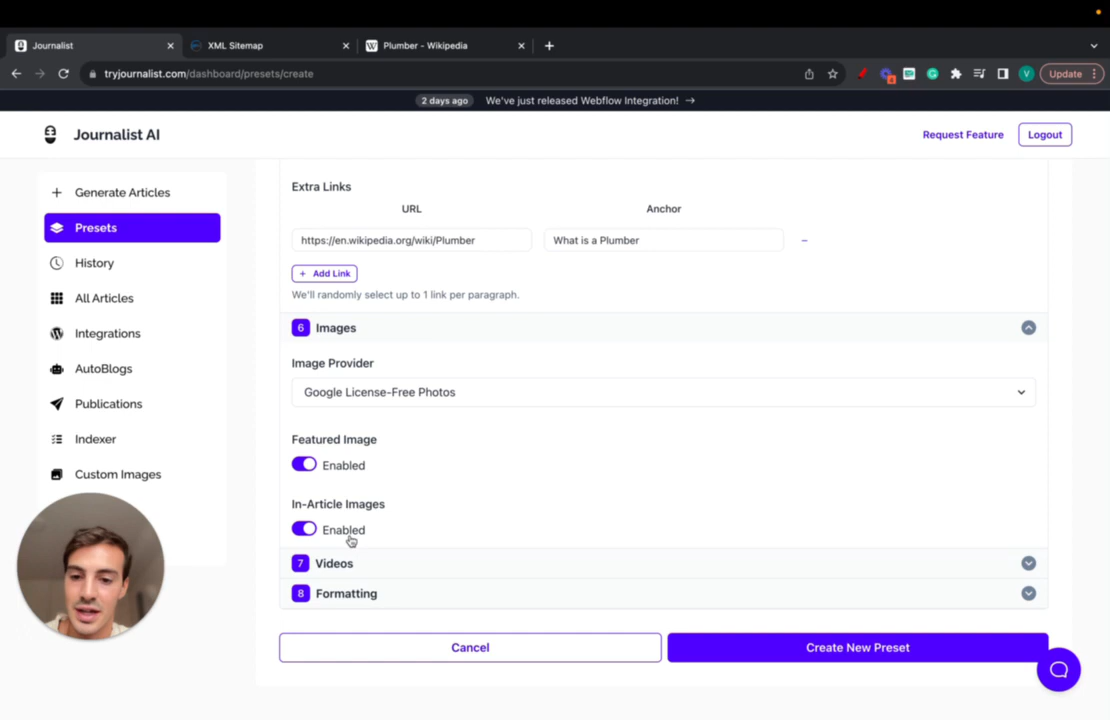 Journalist
XML Sitemap
Plumber - Wikipedia
tryjournalist.com/dashboard/presets/create
Update
2 days ago We've just released Webflow Integration! →
Journalist AI
Request Feature
Logout
Generate Articles
Presets
History
All Articles
Integrations
AutoBlogs
Publications
Indexer
Custom Images
Extra Links
URL Anchor
https://en.wikipedia.org/wiki/Plumber What is a Plumber
+ Add Link
We'll randomly select up to 1 link per paragraph.
6 Images
Image Provider
Google License-Free Photos
Featured Image
Enabled
In-Article Images
Enabled
7 Videos
8 Formatting
Cancel
Create New Preset